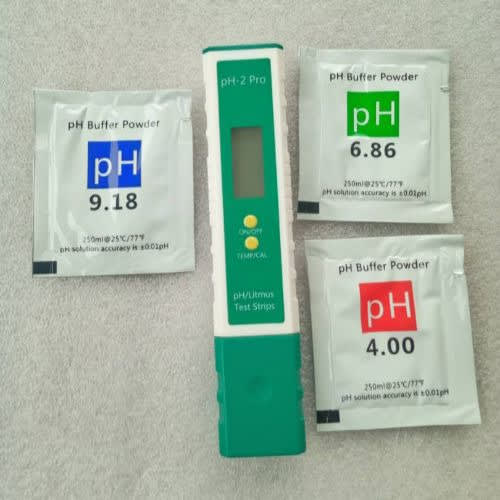 pH Buffer Powder
pH
9.18
250ml@25℃/77℉
pH solution accuracy is ±0.01pH
pH-2 Pro
ON/OFF
TEMP/CAL
pH/Litmus
Test Strips
pH Buffer Powder
pH
6.86
250ml@25℃/77℉
pH solution accuracy is ±0.01pH
pH Buffer Powder
pH
4.00
250ml@25℃/77℉
pH solution accuracy is ±0.01pH